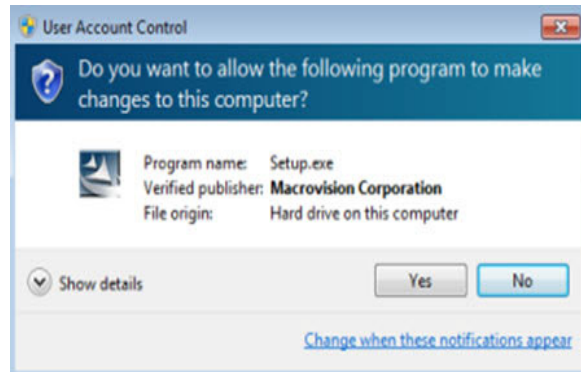 User Account Control
Do you want to allow the following program to make
changes to this computer?
Program name: Setup.exe
Verified publisher: Macrovision Corporation
File origin: Hard drive on this computer
Show details
Yes No
Change when these notifications appear